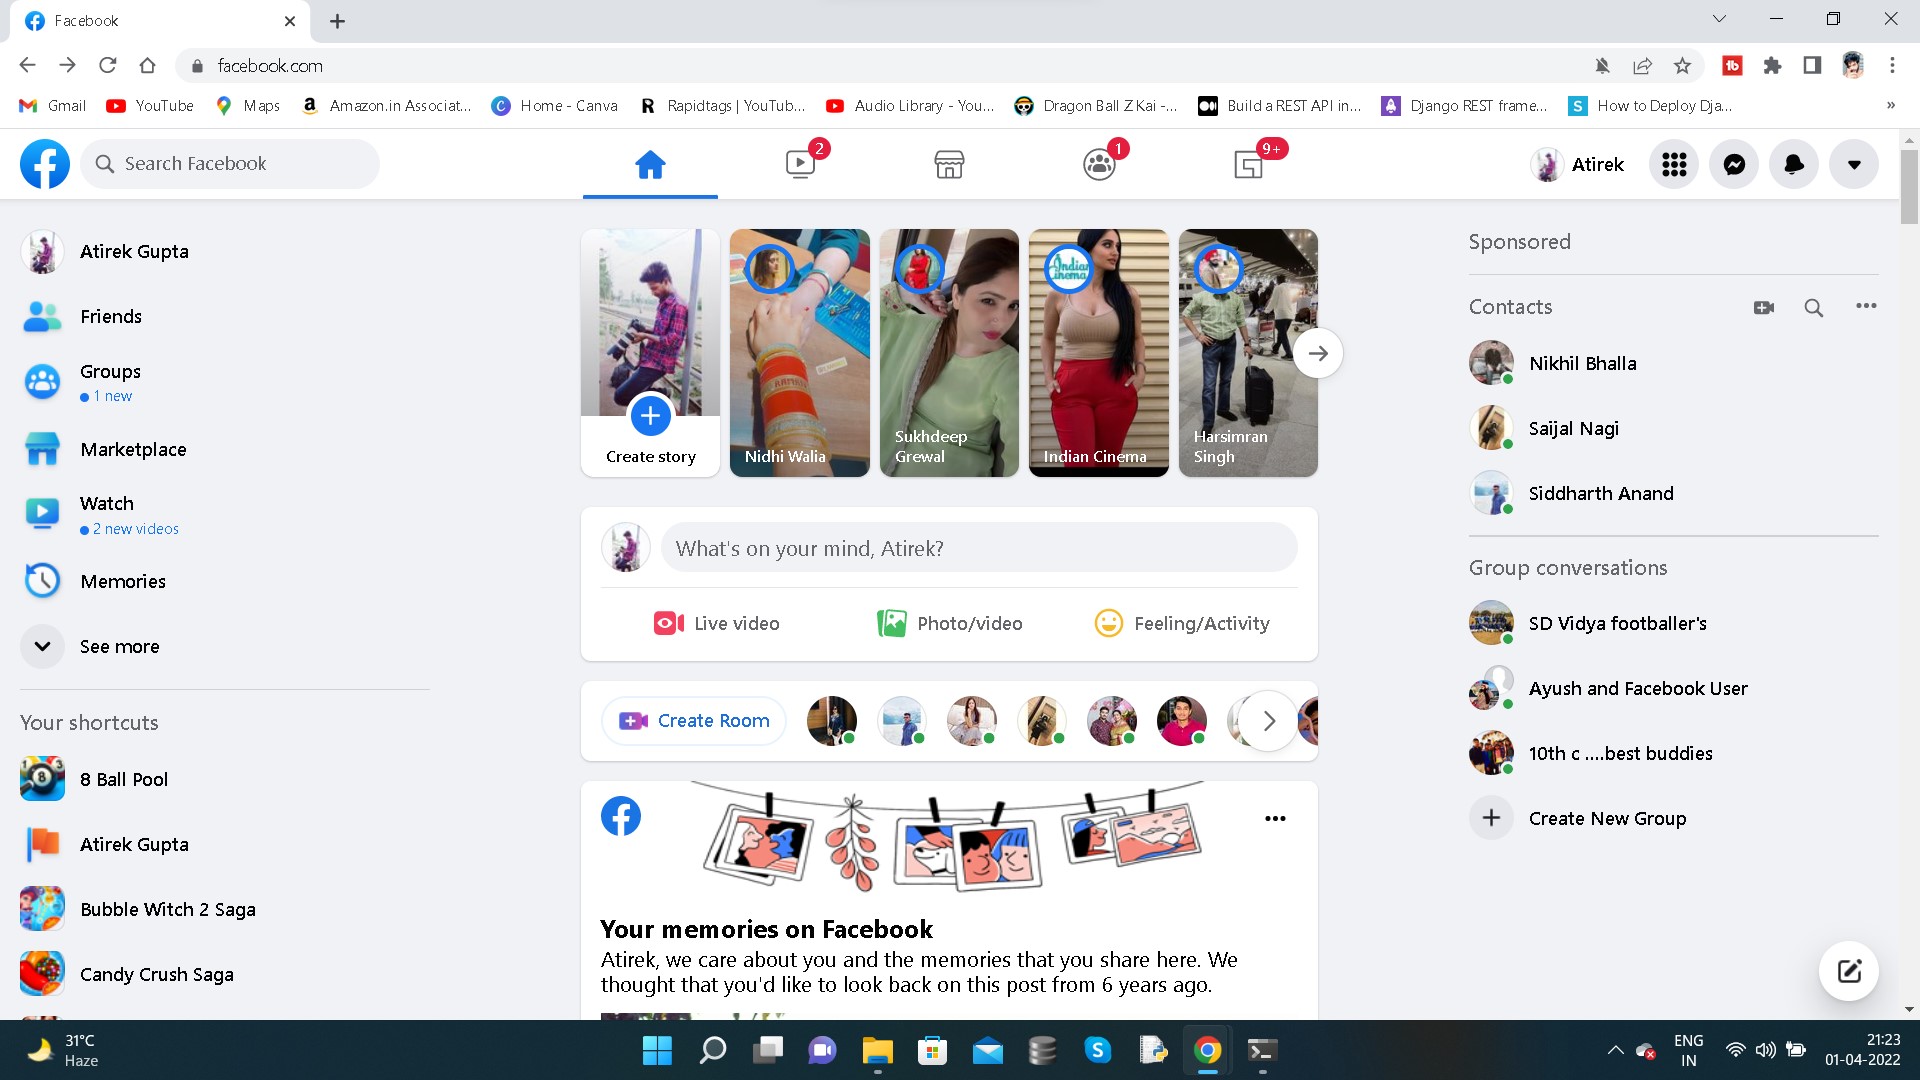 Facebook
facebook.com
Gmail
YouTube
Maps
Amazon.in Associat...
Home - Canva
Rapidtags | YouTub...
Audio Library - You...
Dragon Ball Z Kai -...
Build a REST API in...
Django REST frame...
How to Deploy Dja...
»
Search Facebook
2
1
9+
Atirek
Atirek Gupta
Friends
Groups
1 new
Marketplace
Watch
2 new videos
Memories
See more
Your shortcuts
8 Ball Pool
Atirek Gupta
Bubble Witch 2 Saga
Candy Crush Saga
Create story
Nidhi Walia
Sukhdeep
Grewal
Indian
Cinema
Indian Cinema
Harsimran
Singh
What's on your mind, Atirek?
Live video
Photo/video
Feeling/Activity
Create Room
Your memories on Facebook
Atirek, we care about you and the memories that you share here. We
thought that you'd like to look back on this post from 6 years ago.
Sponsored
Contacts
Nikhil Bhalla
Saijal Nagi
Siddharth Anand
Group conversations
SD Vidya footballer's
Ayush and Facebook User
10th c ....best buddies
Create New Group
31°C
Haze
ENG
IN
21:23
01-04-2022